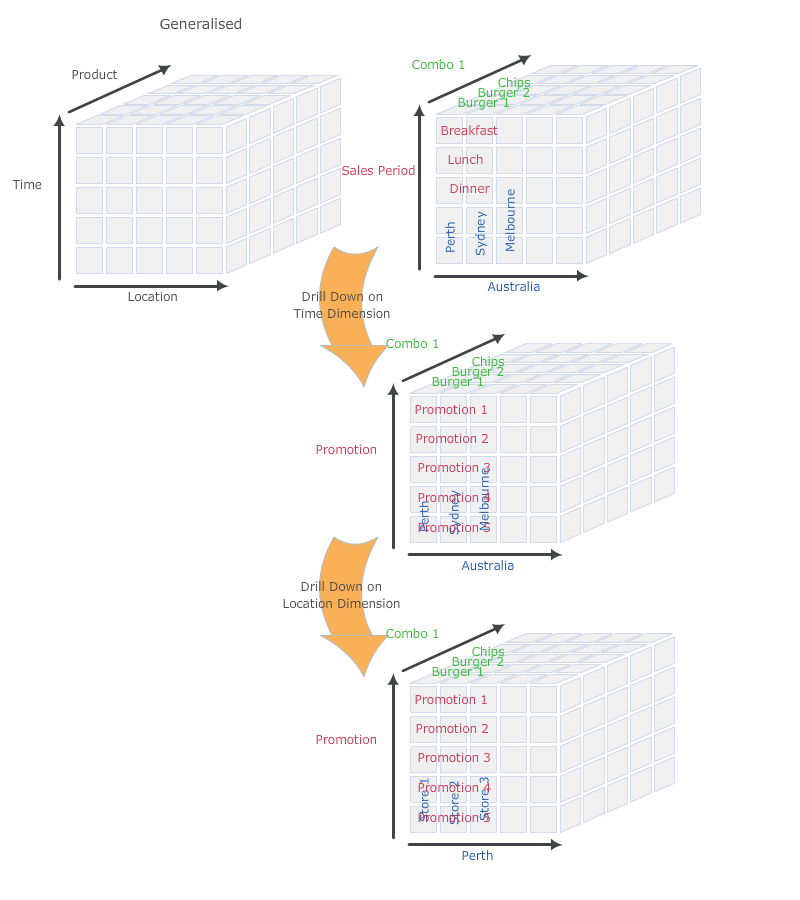 Generalised
Product
Time
Location
Combo 1
Chips
Burger 2
Burger 1
Breakfast
Lunch
Dinner
Sales Period
Perth
Sydney
Melbourne
Australia
Drill Down on
Time Dimension
Combo 1
Chips
Burger 2
Burger 1
Promotion 1
Promotion 2
Promotion 3
Promotion 4
Promotion 5
Promotion
Perth
Sydney
Melbourne
Australia
Drill Down on
Location Dimension
Combo 1
Chips
Burger 2
Burger 1
Promotion 1
Promotion 2
Promotion 3
Promotion 4
Promotion 5
Promotion
Store 1
Store 2
Store 3
Perth